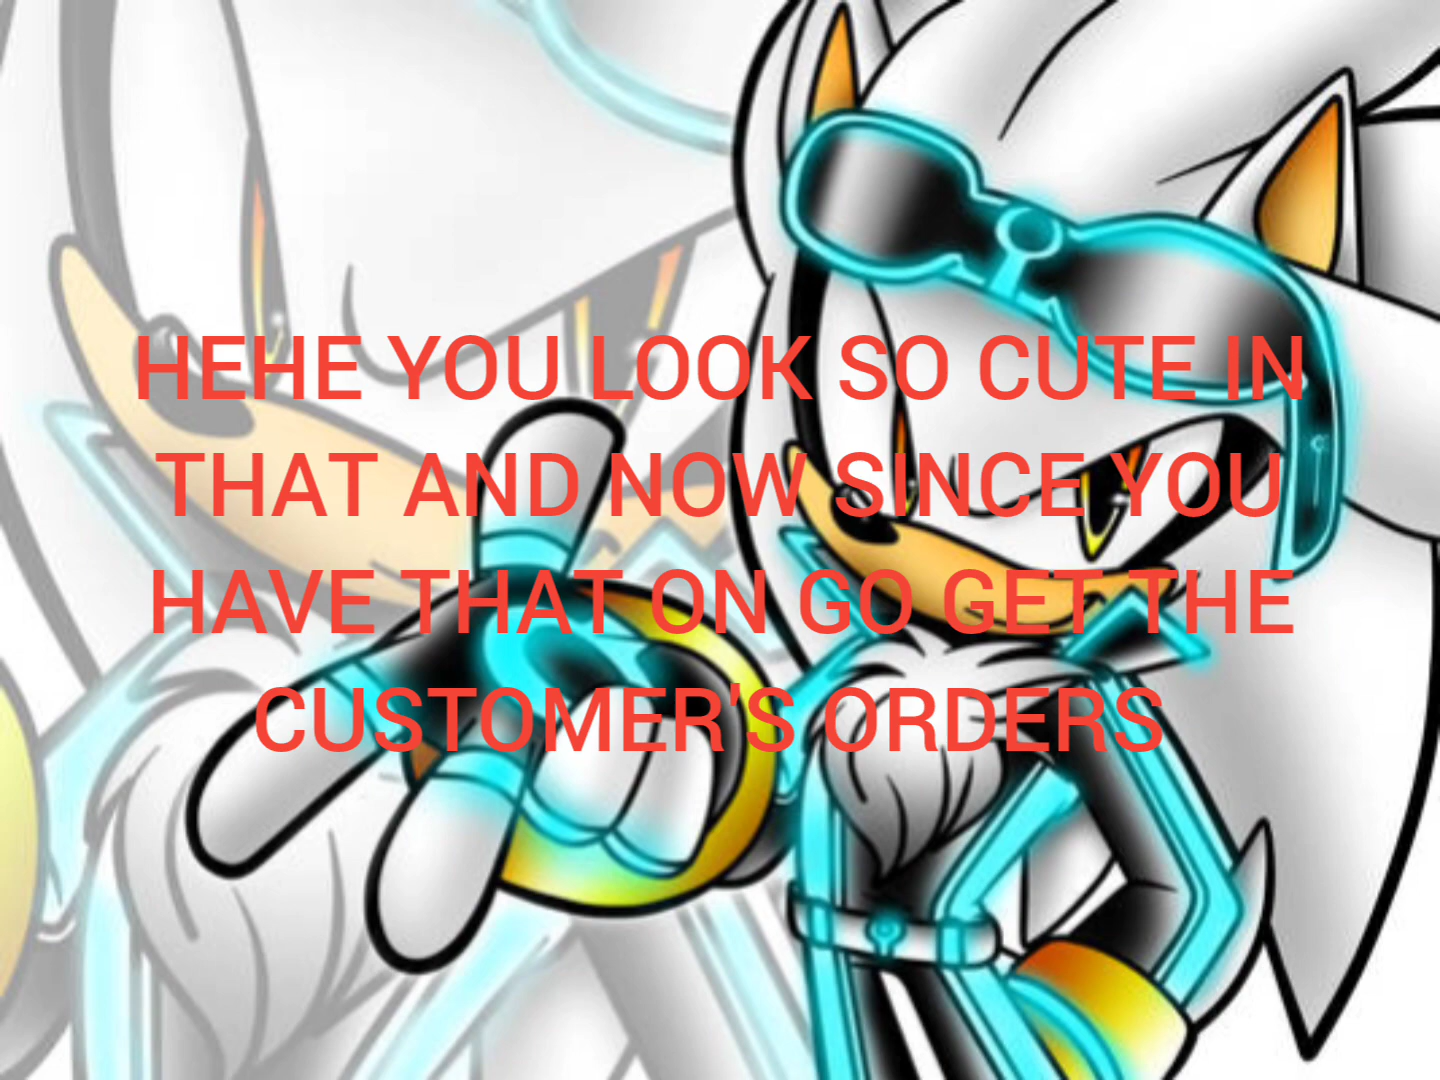 HEHE YOU LOOK SO CUTE IN
THAT AND NOW SINCE YOU
HAVE THAT ON GO GET THE
CUSTOMER'S ORDERS